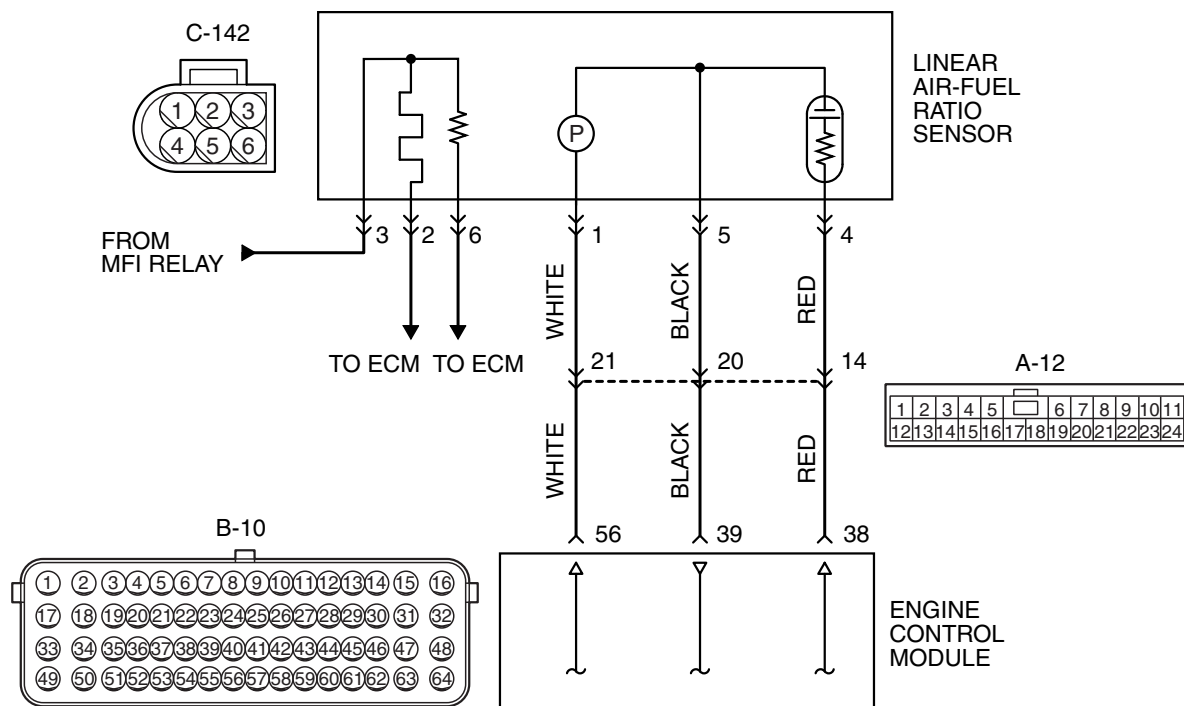 C-142
1 2 3
4 5 6
LINEAR
AIR-FUEL
RATIO
SENSOR
P
FROM
MFI RELAY
3 2 6 1 5 4
WHITE BLACK RED
TO ECM TO ECM
21 20 14
A-12
1 2 3 4 5 6 7 8 9 10 11
12 13 14 15 16 17 18 19 20 21 22 23 24
WHITE BLACK RED
56 39 38
B-10
1 2 3 4 5 6 7 8 9 10 11 12 13 14 15 16
17 18 19 20 21 22 23 24 25 26 27 28 29 30 31 32
33 34 35 36 37 38 39 40 41 42 43 44 45 46 47 48
49 50 51 52 53 54 55 56 57 58 59 60 61 62 63 64
ENGINE
CONTROL
MODULE